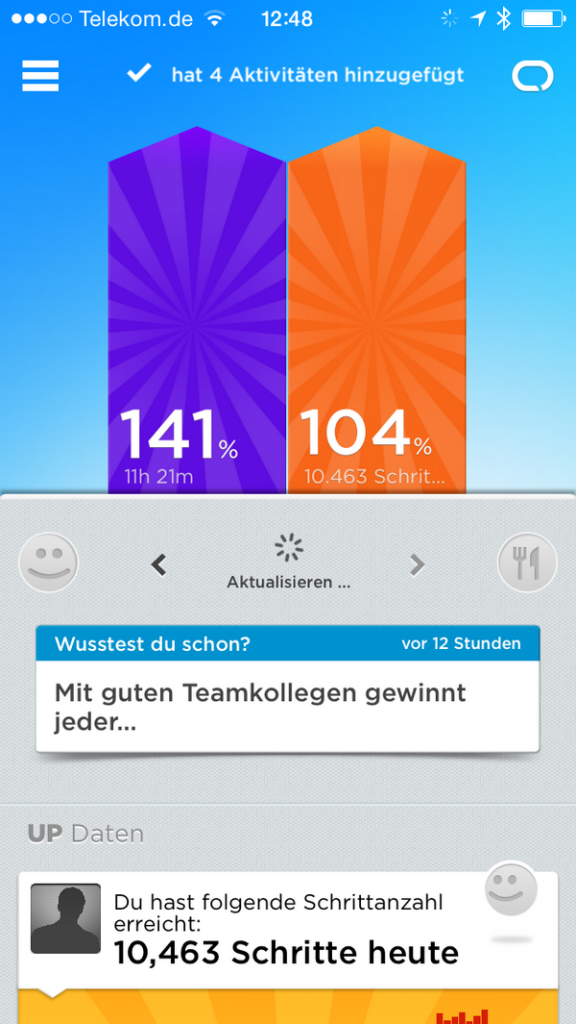 Telekom.de 12:48
hat 4 Aktivitäten hinzugefügt
141%
11h 21m
104%
10.463 Schrit...
Aktualisieren ...
Wusstest du schon? vor 12 Stunden
Mit guten Teamkollegen gewinnt
jeder...
UP Daten
Du hast folgende Schrittanzahl
erreicht:
10,463 Schritte heute